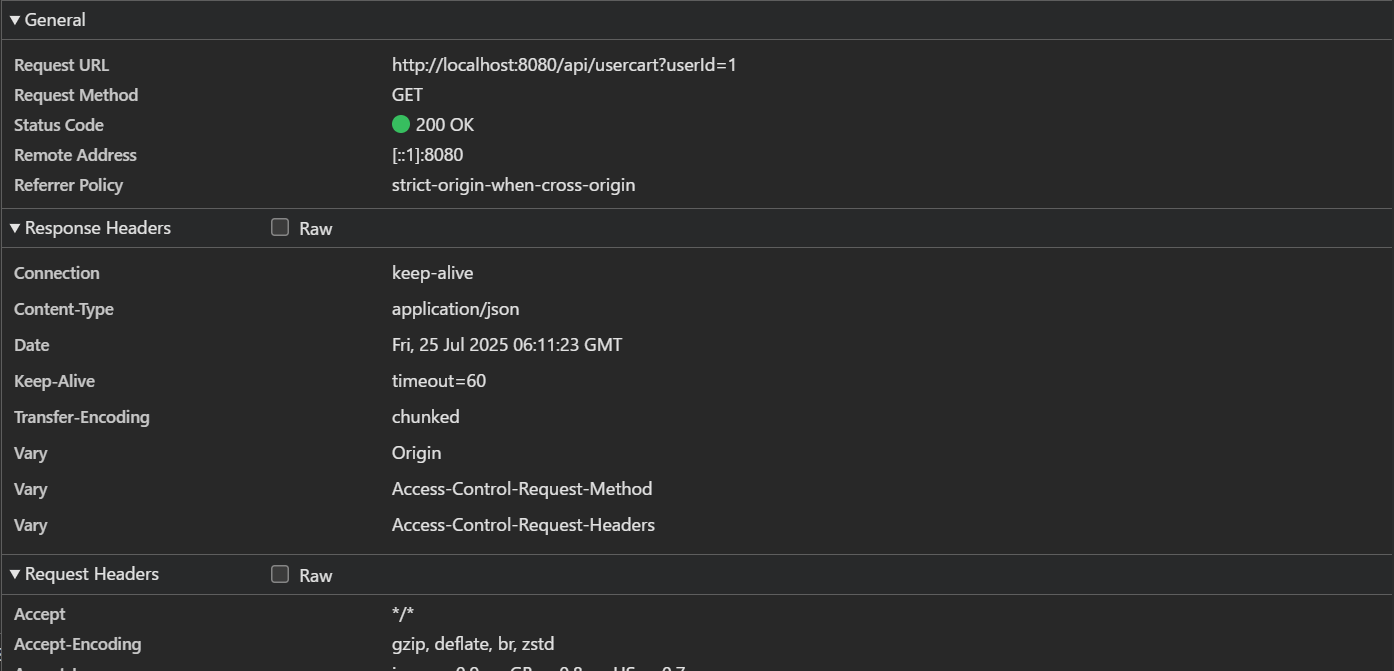 General
Request URL http://localhost:8080/api/usercart?userId=1
Request Method GET
Status Code 200 OK
Remote Address [::1]:8080
Referrer Policy strict-origin-when-cross-origin
Response Headers Raw
Connection keep-alive
Content-Type application/json
Date Fri, 25 Jul 2025 06:11:23 GMT
Keep-Alive timeout=60
Transfer-Encoding chunked
Vary Origin
Vary Access-Control-Request-Method
Vary Access-Control-Request-Headers
Request Headers Raw
Accept */*
Accept-Encoding gzip, deflate, br, zstd